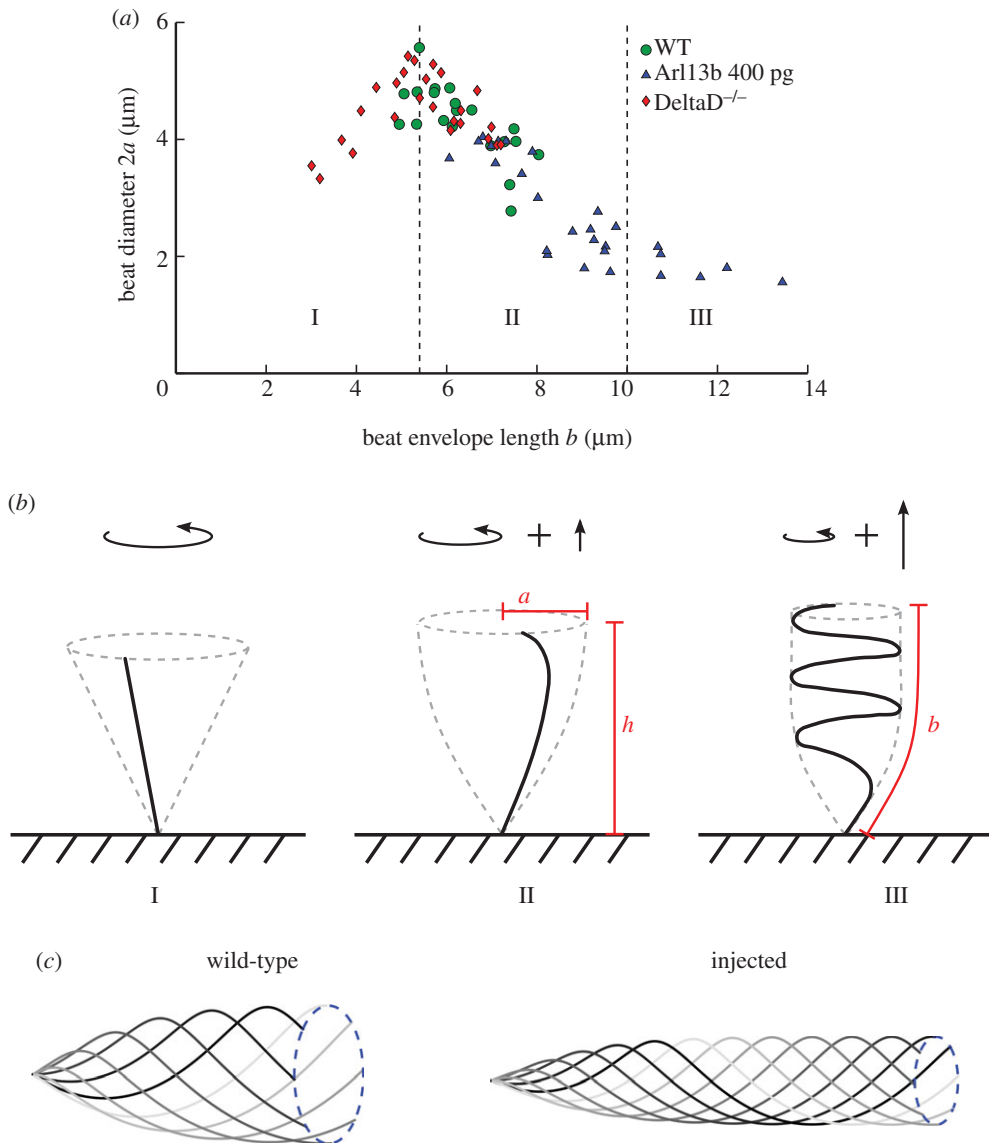 (a)
6
4
2
0
beat diameter 2a (μm)
WT
Arl13b 400 pg
DeltaD–/–
I
II
III
0 2 4 6 8 10 12 14
beat envelope length b (μm)
(b)
+
+
a
h
b
I
II
III
(c)
wild-type
injected